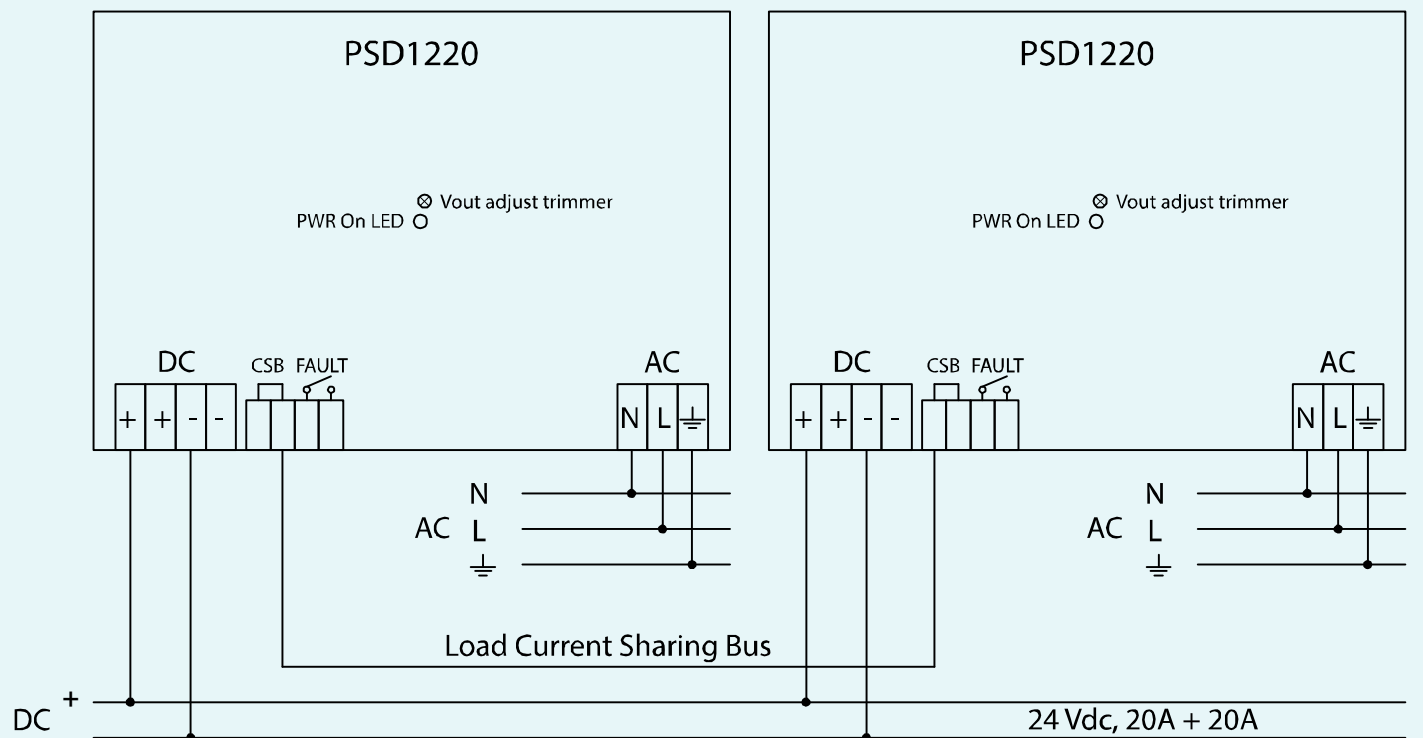 PSD1220
PSD1220
Vout adjust trimmer
PWR On LED
Vout adjust trimmer
PWR On LED
DC
CSB FAULT
AC
DC
CSB FAULT
AC
+ + - -
N L
+ + - -
N L
N
AC L
N
AC L
Load Current Sharing Bus
+
DC
24 Vdc, 20A + 20A